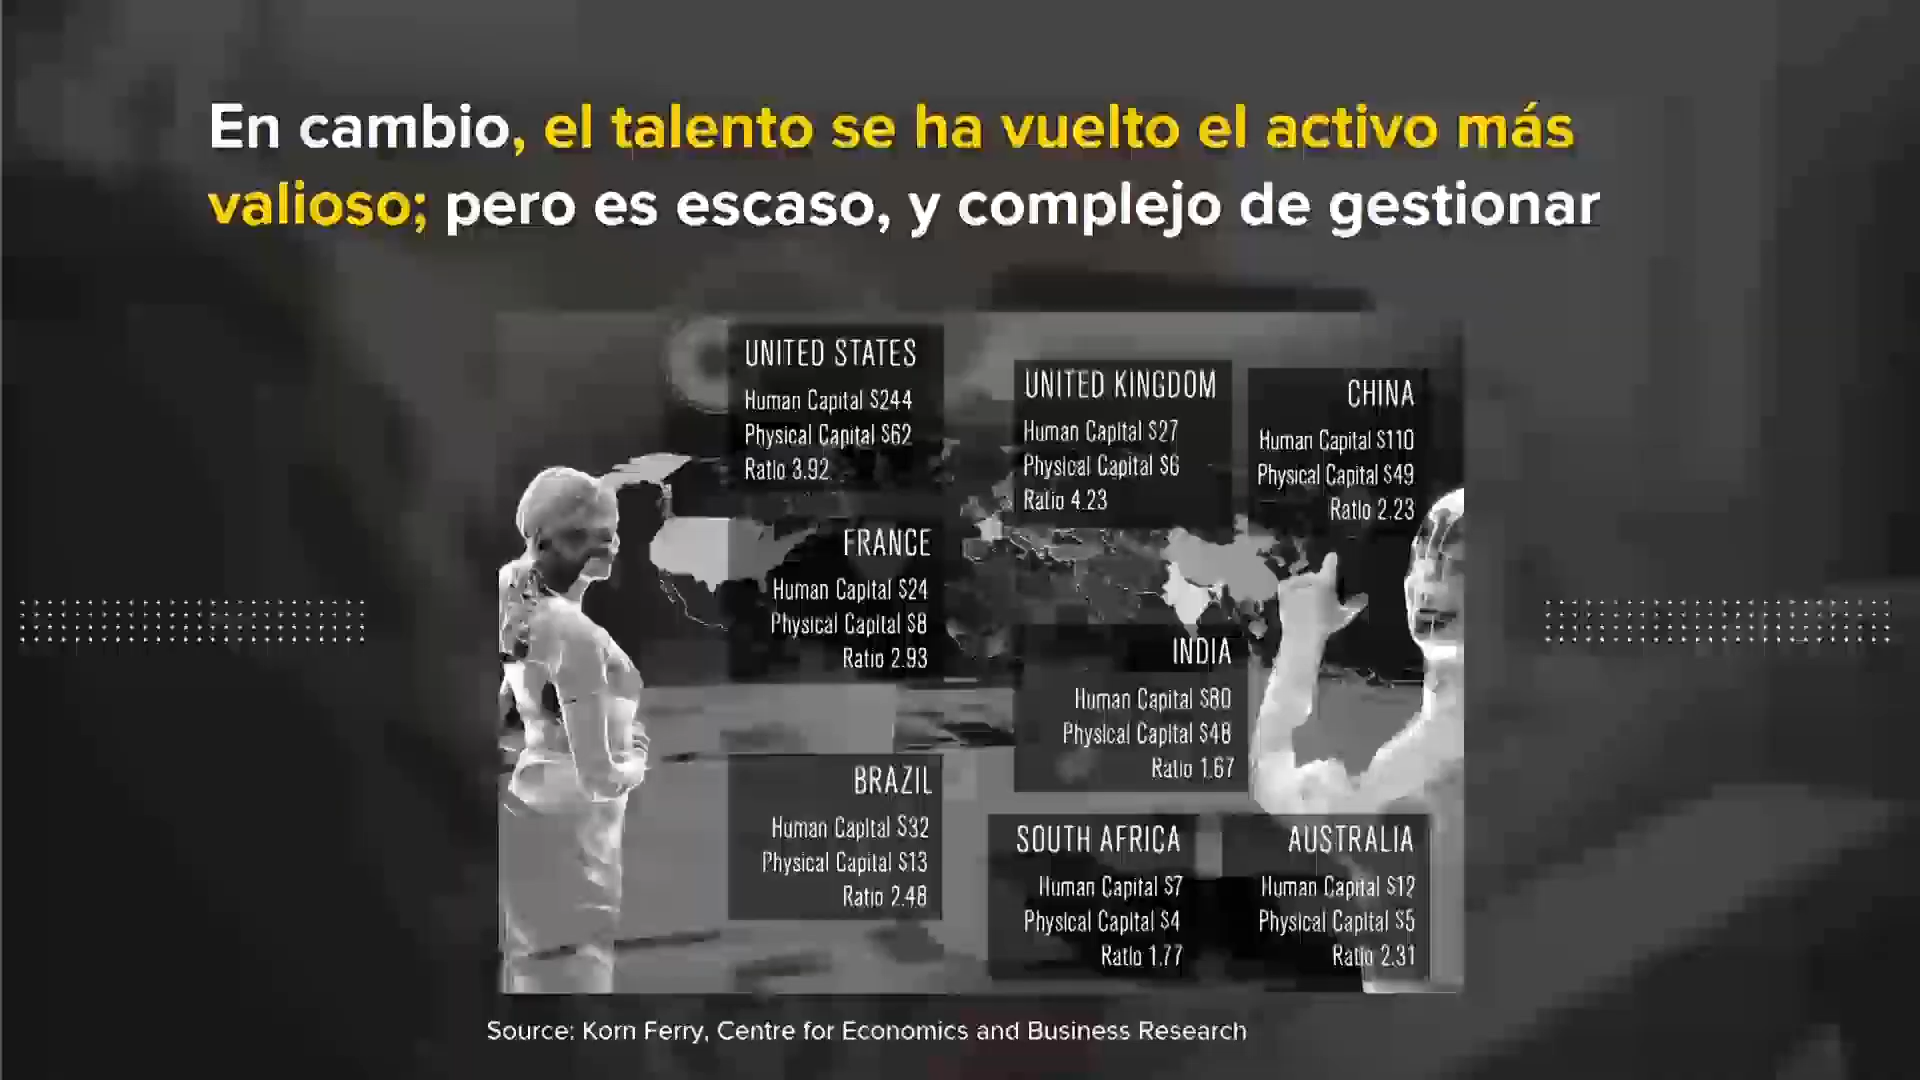 En cambio, el talento se ha vuelto el activo más
valioso; pero es escaso, y complejo de gestionar
UNITED STATES
Human Capital $244
Physical Capital $62
Ratio 3.92
UNITED KINGDOM
Human Capital $27
Physical Capital $6
Ratio 4.23
CHINA
Human Capital $110
Physical Capital $49
Ratio 2.23
FRANCE
Human Capital $24
Physical Capital $8
Ratio 2.93
INDIA
Human Capital $80
Physical Capital $48
Ratio 1.67
BRAZIL
Human Capital $32
Physical Capital $13
Ratio 2.48
SOUTH AFRICA
Human Capital $7
Physical Capital $4
Ratio 1.77
AUSTRALIA
Human Capital $12
Physical Capital $5
Ratio 2.31
Source: Korn Ferry, Centre for Economics and Business Research